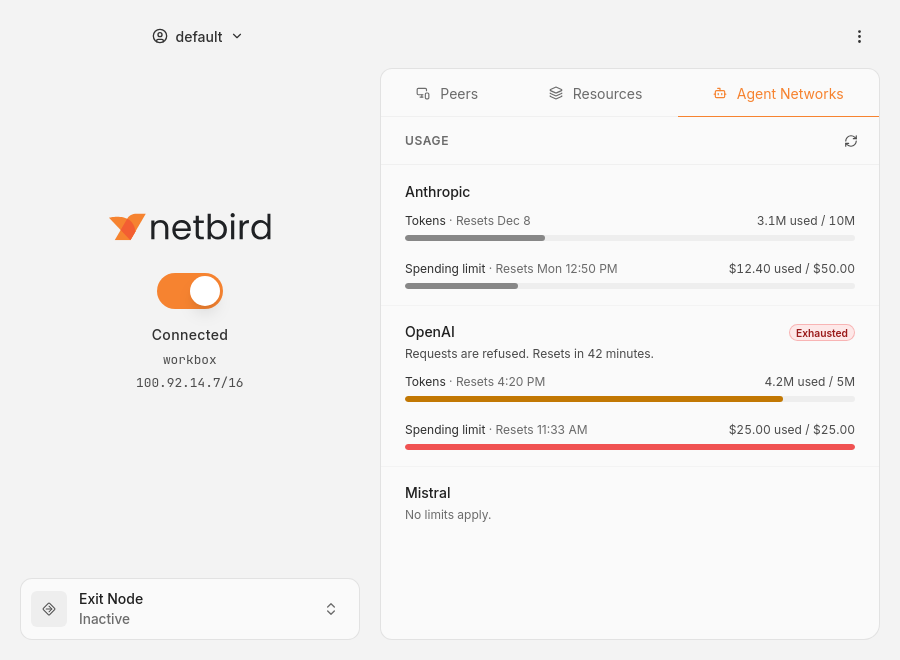 default
Peers
Resources
Agent Networks
USAGE
Anthropic
Tokens · Resets Dec 8
3.1M used / 10M
Spending limit · Resets Mon 12:50 PM
$12.40 used / $50.00
OpenAI
Exhausted
Requests are refused. Resets in 42 minutes.
Tokens · Resets 4:20 PM
4.2M used / 5M
Spending limit · Resets 11:33 AM
$25.00 used / $25.00
Mistral
No limits apply.
netbird
Connected
workbox
100.92.14.7/16
Exit Node
Inactive